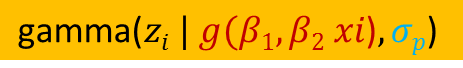 gamma(zᵢ | g(β₁, β₂ xi), σₚ)